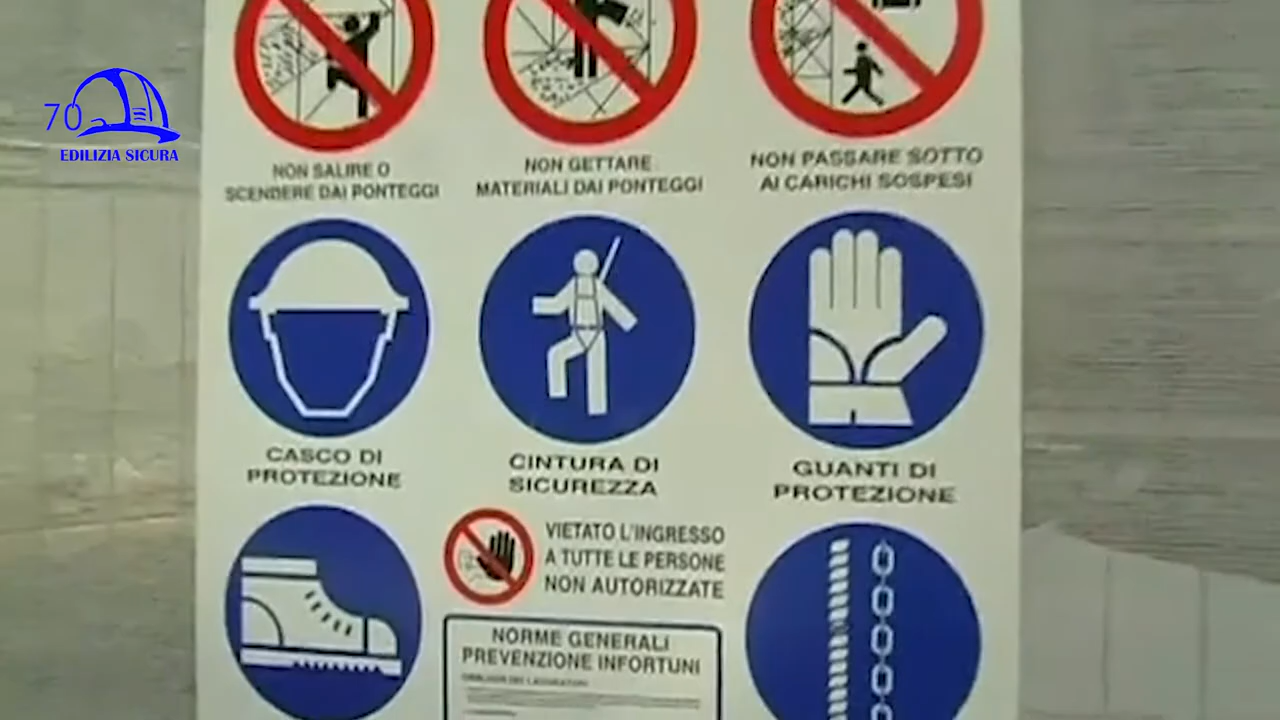 70
EDILIZIA SICURA
NON SALIRE O
SCENDERE DAI PONTEGGI
NON GETTARE
MATERIALI DAI PONTEGGI
NON PASSARE SOTTO
AI CARICHI SOSPESI
CASCO DI
PROTEZIONE
CINTURA DI
SICUREZZA
GUANTI DI
PROTEZIONE
VIETATO L'INGRESSO
A TUTTE LE PERSONE
NON AUTORIZZATE
NORME GENERALI
PREVENZIONE INFORTUNI